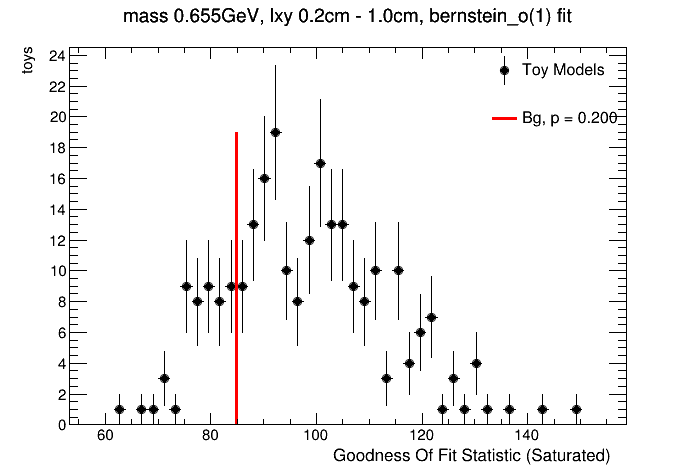 mass 0.655GeV, lxy 0.2cm - 1.0cm, bernstein_o(1) fit
toys
24
22
20
18
16
14
12
10
8
6
4
2
0
Toy Models
Bg, p = 0.200
60 80 100 120 140
Goodness Of Fit Statistic (Saturated)